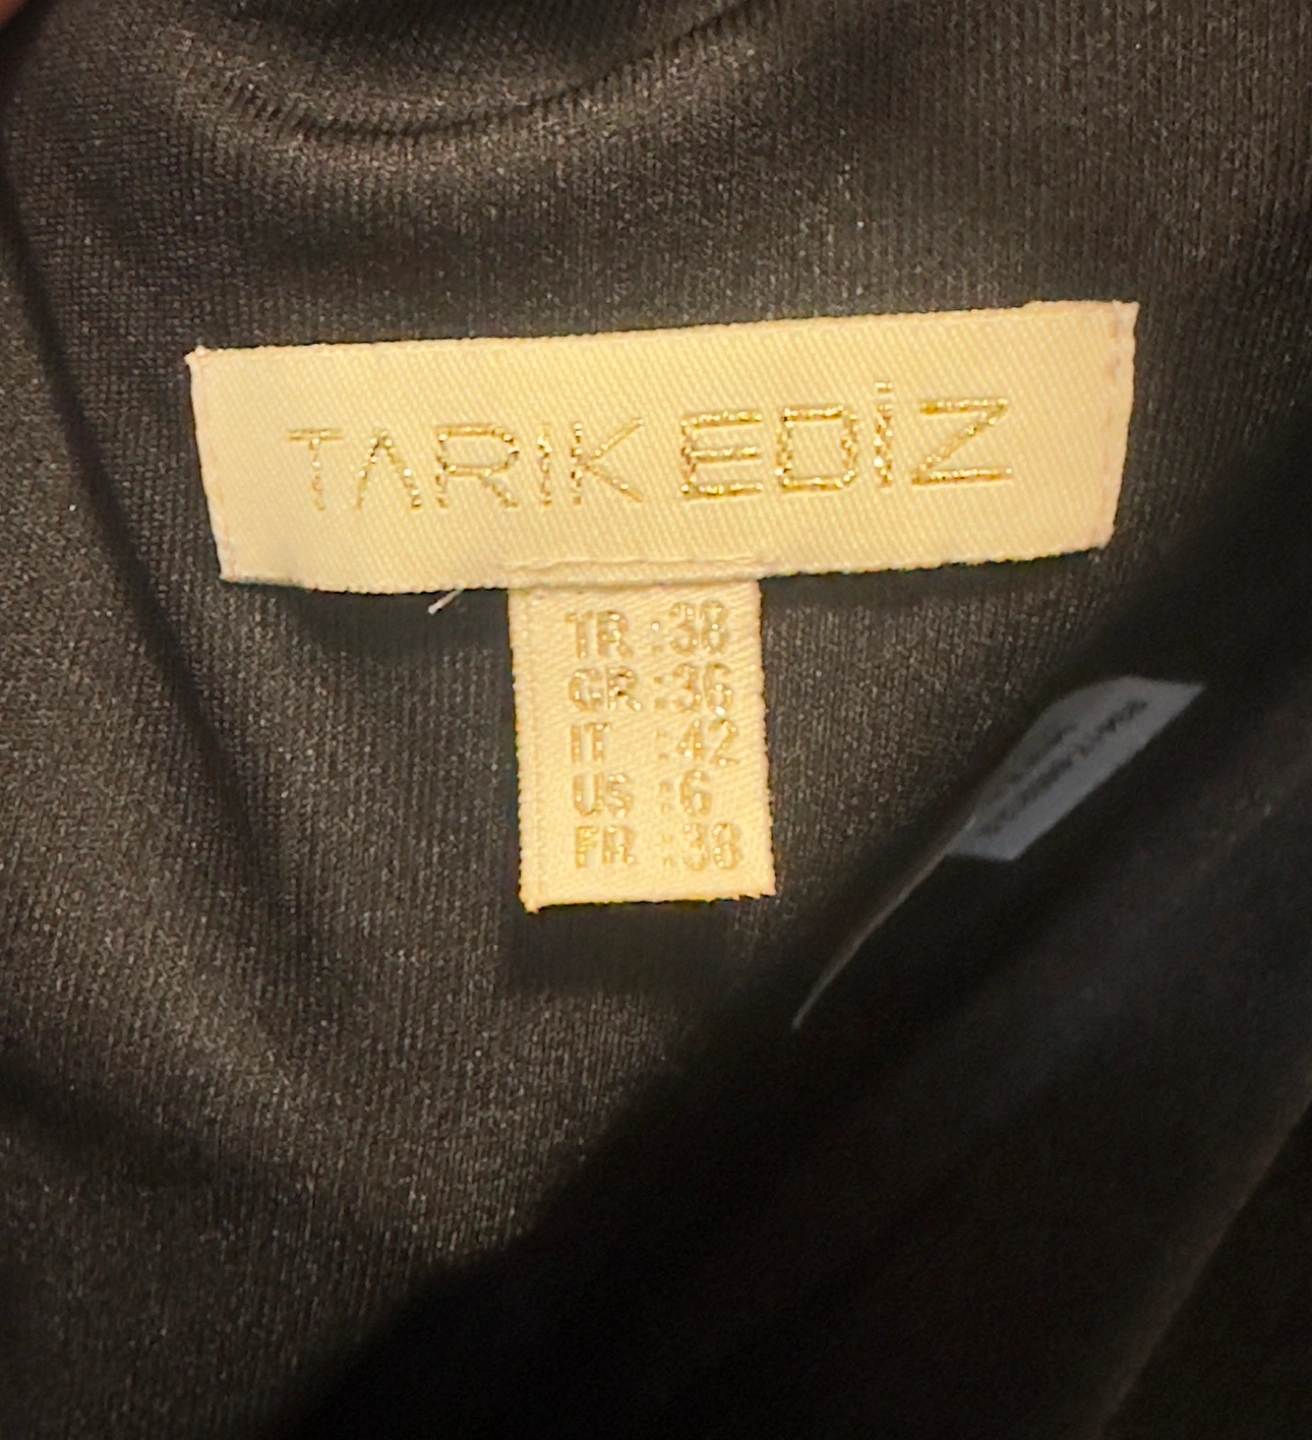 TARIK EDİZ
TR :38
GR :36
IT :42
US :6
FR :38